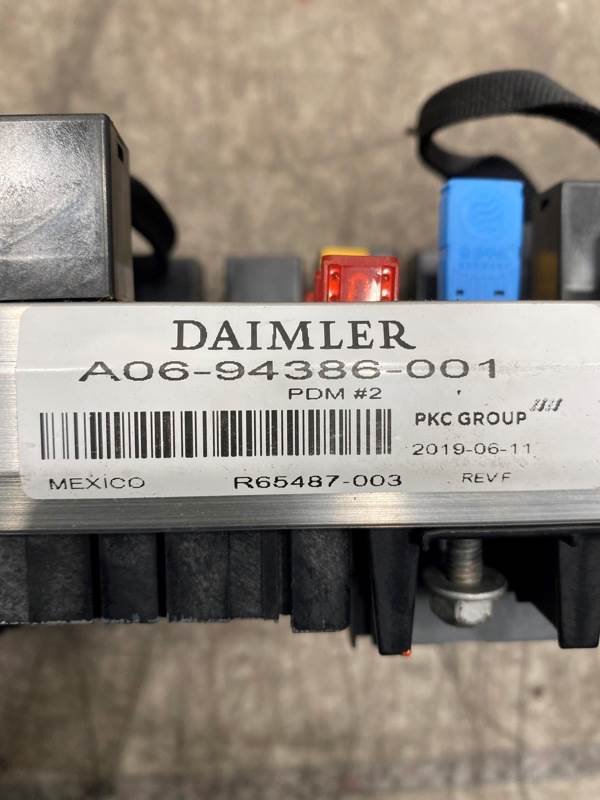 DAIMLER
A06-94386-001
PDM #2
PKC GROUP
2019-06-11
MEXICO
R65487-003
REV F